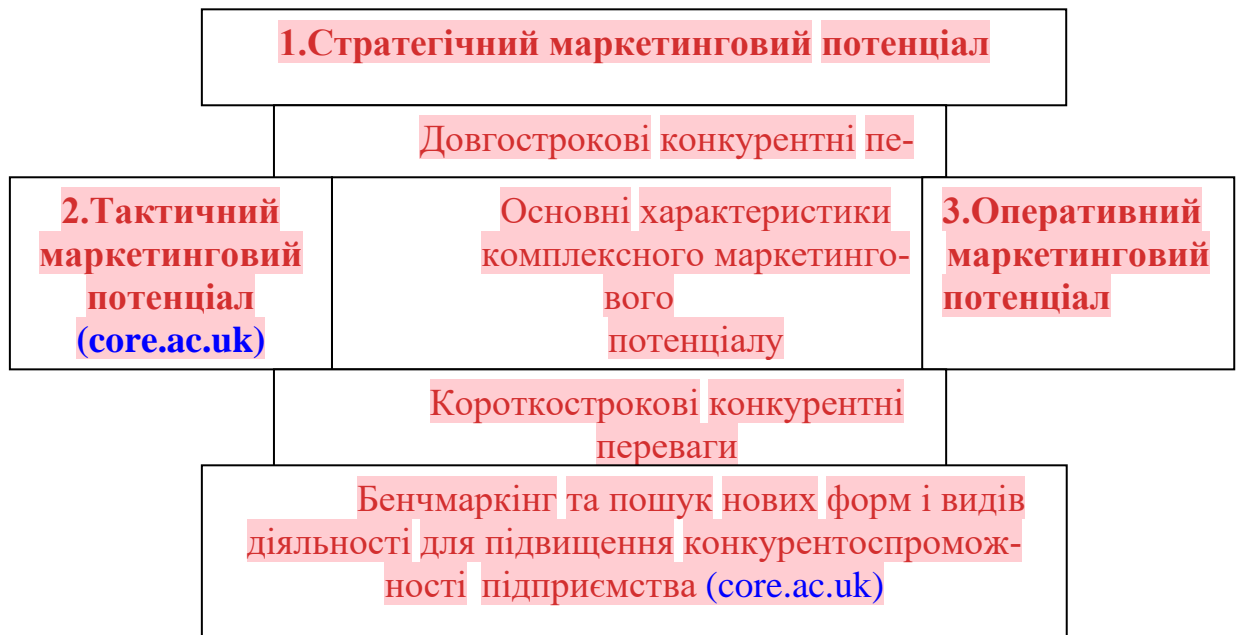 1.Стратегічний маркетинговий потенціал
Довгострокові конкурентні пе-
2.Тактичний
маркетинговий
потенціал
(core.ac.uk)
Основні характеристики
комплексного маркетинго-
вого
потенціалу
3.Оперативний
маркетинговий
потенціал
Короткострокові конкурентні
переваги
Бенчмаркінг та пошук нових форм і видів
діяльності для підвищення конкурентоспромож-
ності підприємства (core.ac.uk)